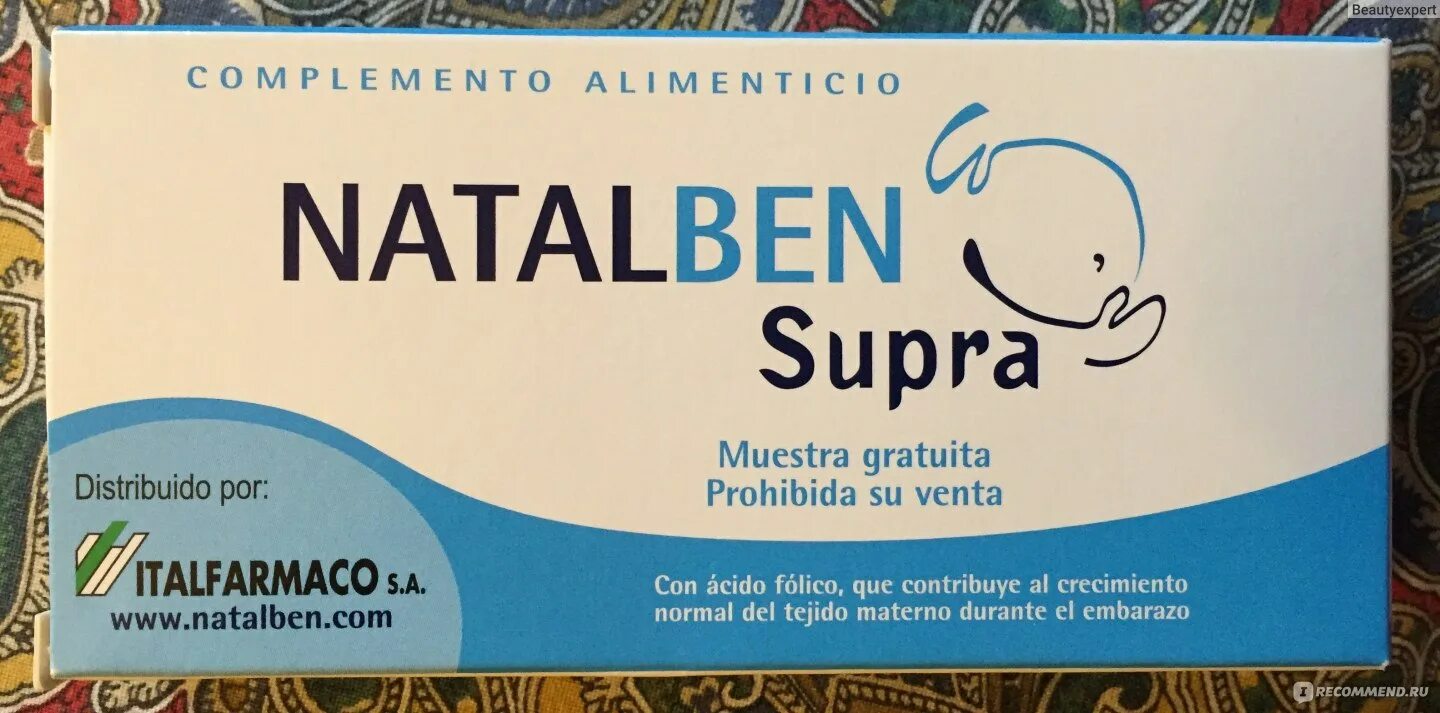 Beautyexpert
COMPLEMENTO ALIMENTICIO
NATALBEN
Supra
Muestra gratuita
Prohibida su venta
Distribuido por:
ITALFARMACO S.A.
www.natalben.com
Con ácido fólico, que contribuye al crecimiento
normal del tejido materno durante el embarazo
I RECOMMEND.RU